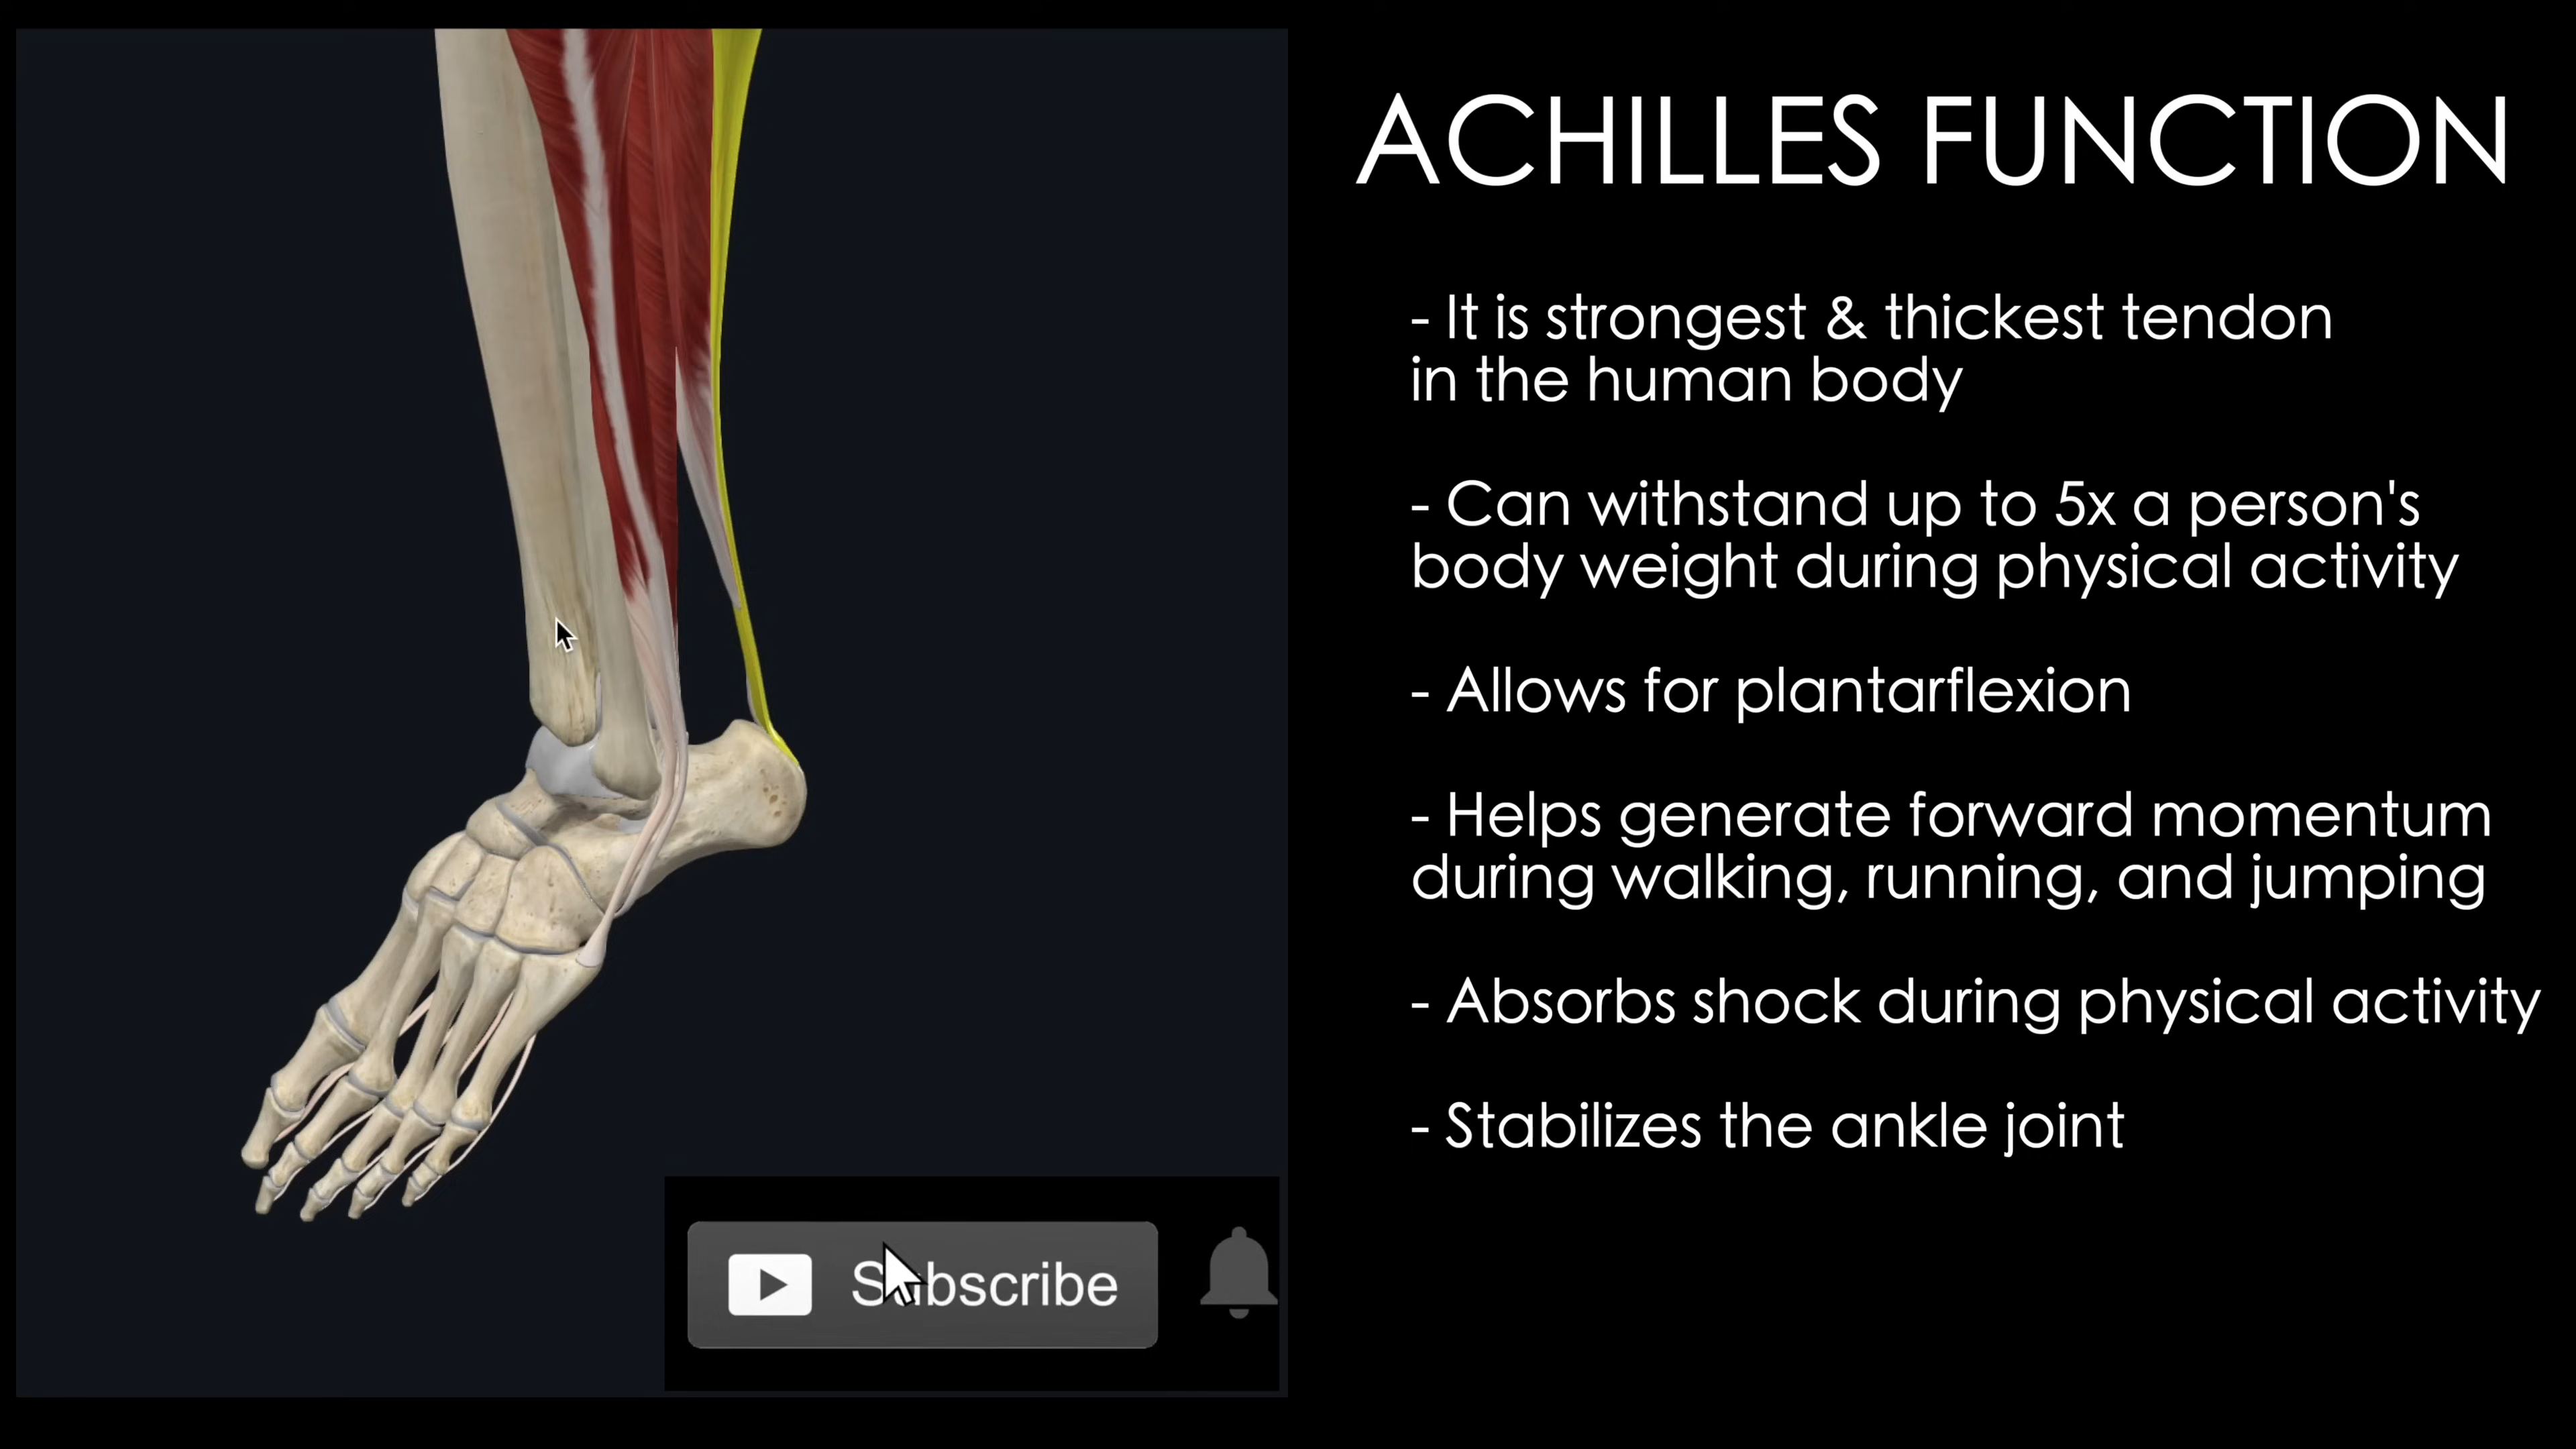 ACHILLES FUNCTION
- It is strongest & thickest tendon
in the human body
- Can withstand up to 5x a person's
body weight during physical activity
- Allows for plantarflexion
- Helps generate forward momentum
during walking, running, and jumping
- Absorbs shock during physical activity
- Stabilizes the ankle joint
Subscribe